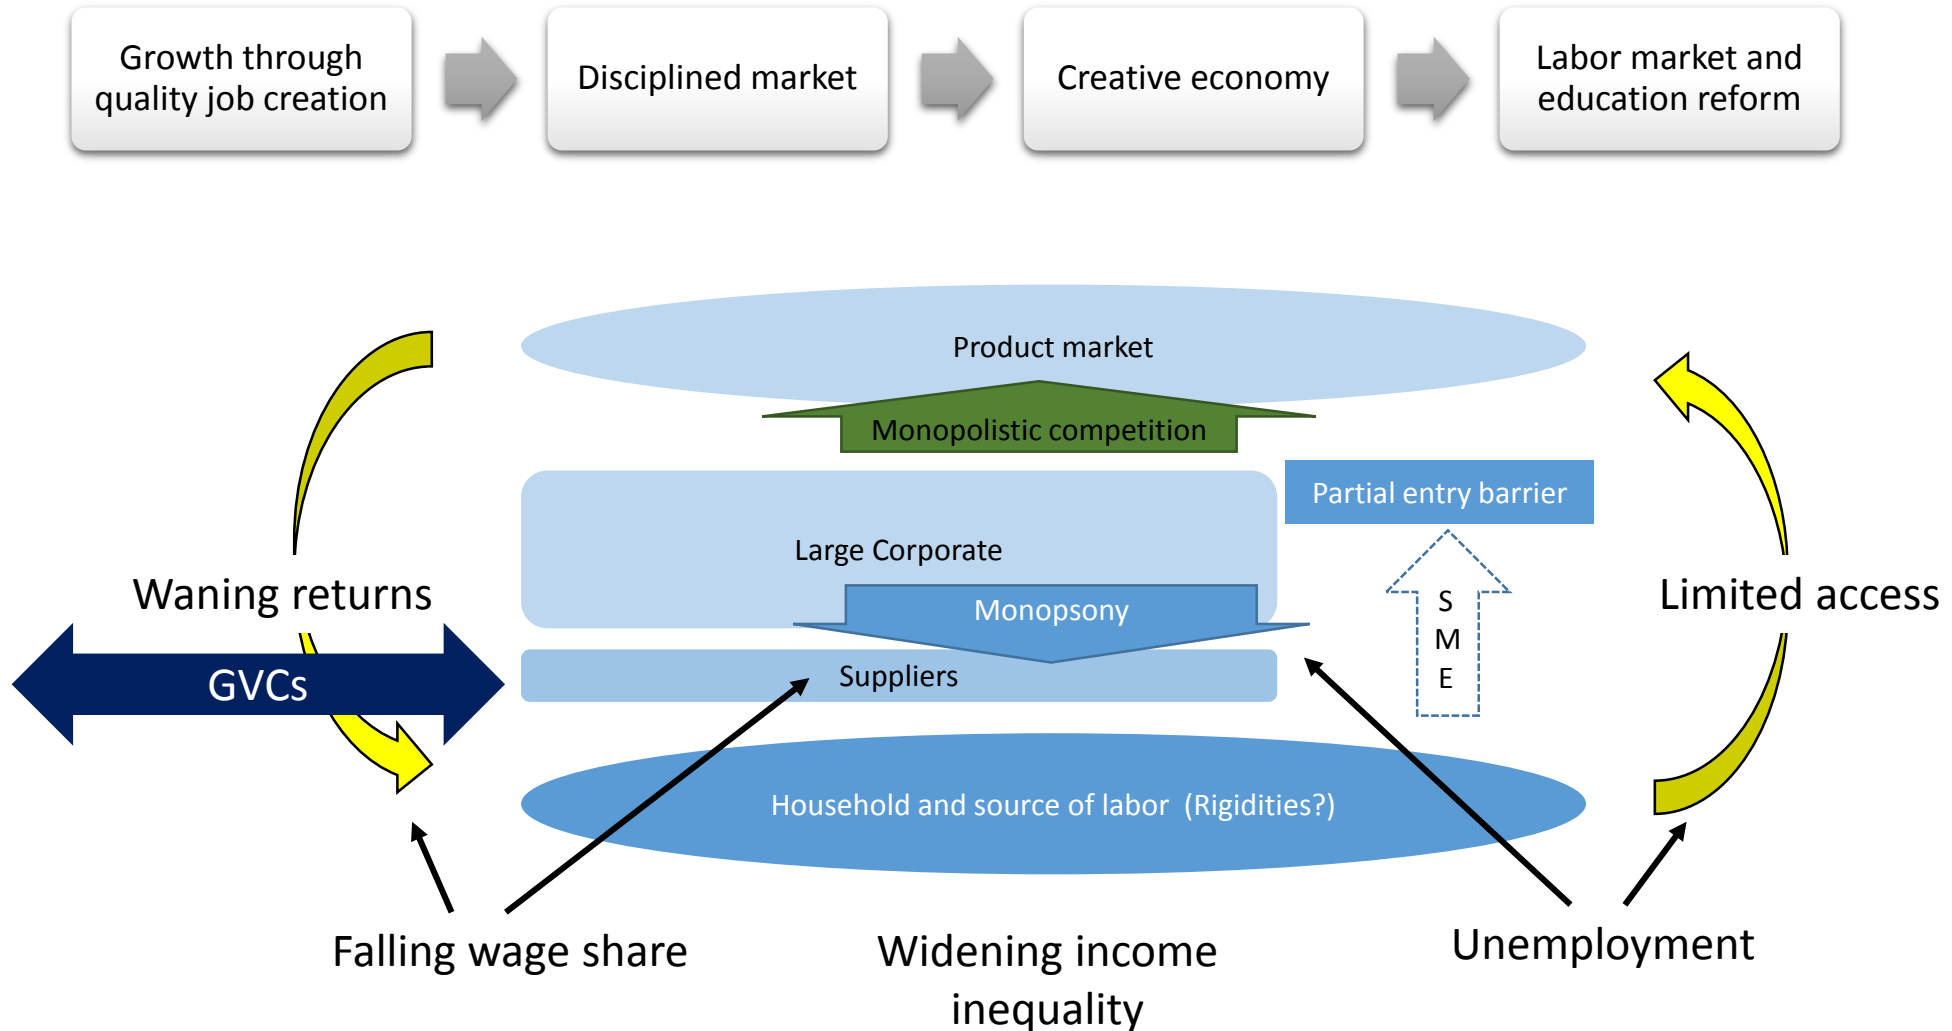 Growth through
quality job creation
Disciplined market
Creative economy
Labor market and
education reform
Product market
Monopolistic competition
Partial entry barrier
Large Corporate
Waning returns
Monopsony
S
M
E
Limited access
GVCs
Suppliers
Household and source of labor  (Rigidities?)
Falling wage share
Widening income
inequality
Unemployment